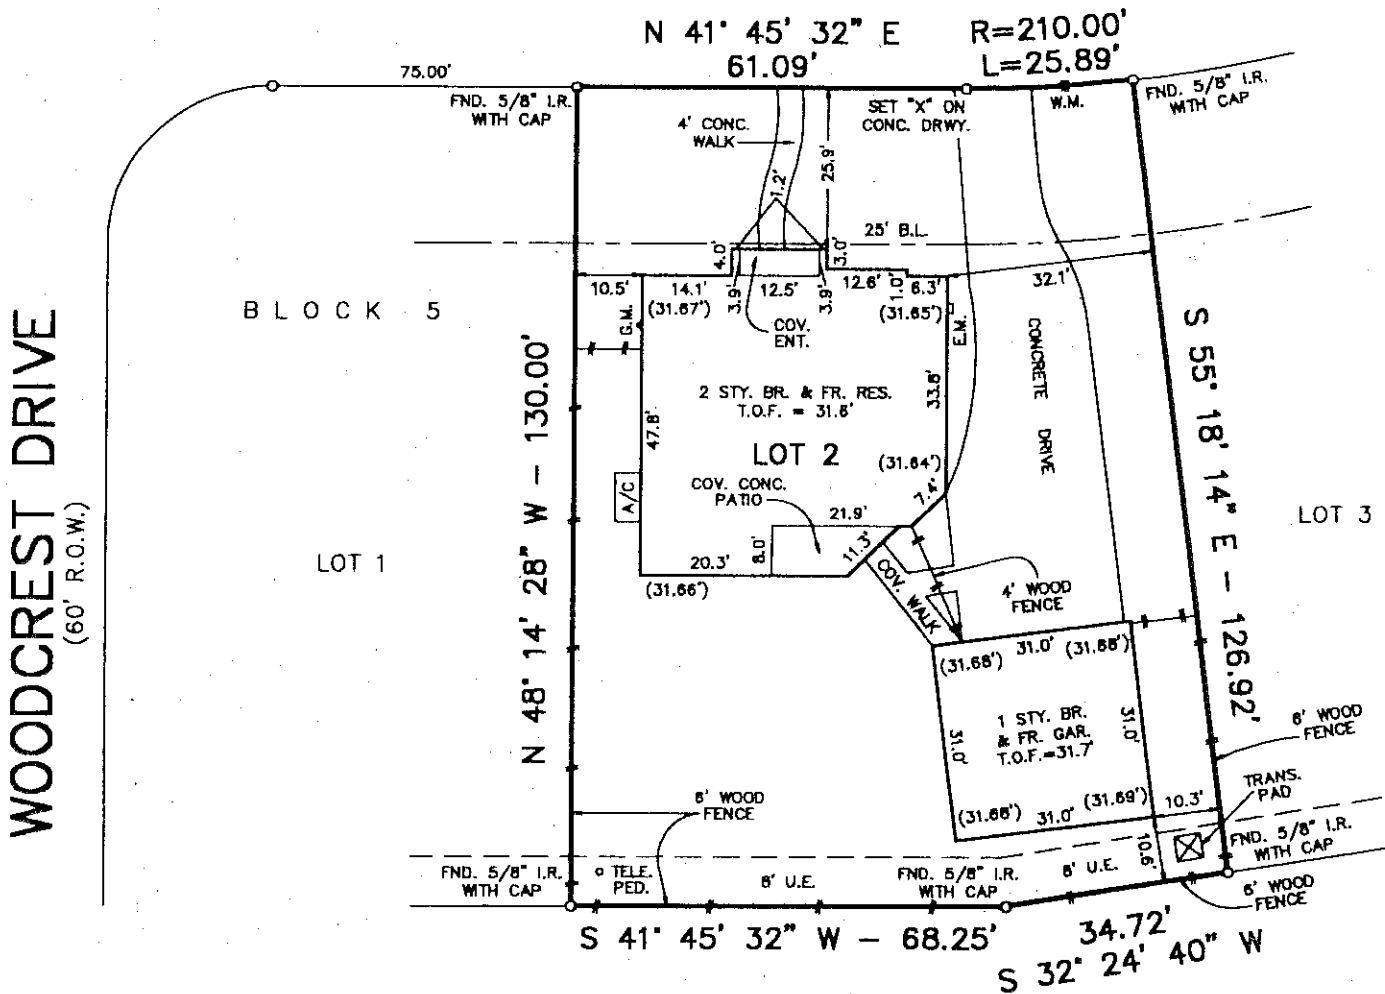 N 41° 45' 32" E
61.09'
R=210.00'
L=25.89'
75.00'
FND. 5/8" I.R.
WITH CAP
4' CONC.
WALK
SET "X" ON
CONC. DRWY.
W.M.
FND. 5/8" I.R.
WITH CAP
25.9'
1.2'
25' B.L.
4.0'
3.0'
32.1'
10.5'
14.1'
(31.67')
3.9'
12.5'
3.9'
12.6'
1.0'
6.3'
(31.65')
COV.
ENT.
G.M.
E.M.
BLOCK 5
WOODCREST DRIVE
(60' R.O.W.)
N 48° 14' 28" W - 130.00'
2 STY. BR. & FR. RES.
T.O.F. = 31.8'
LOT 2
47.8'
33.8'
CONCRETE DRIVE
S 55° 18' 14" E - 126.92'
(31.64')
A/C
COV. CONC.
PATIO
7.4'
21.9'
LOT 3
LOT 1
20.3'
8.0'
11.3'
(31.66')
COV. WALK
4' WOOD
FENCE
(31.68')
31.0'
(31.68')
31.0'
1 STY. BR.
& FR. GAR.
T.O.F.=31.7'
31.0'
6' WOOD
FENCE
TRANS.
PAD
6' WOOD
FENCE
(31.68')
31.0'
(31.69')
10.3'
10.6'
FND. 5/8" I.R.
WITH CAP
FND. 5/8" I.R.
WITH CAP
TELE.
PED.
8' U.E.
FND. 5/8" I.R.
WITH CAP
8' U.E.
6' WOOD
FENCE
S 41° 45' 32" W - 68.25'
34.72'
S 32° 24' 40" W